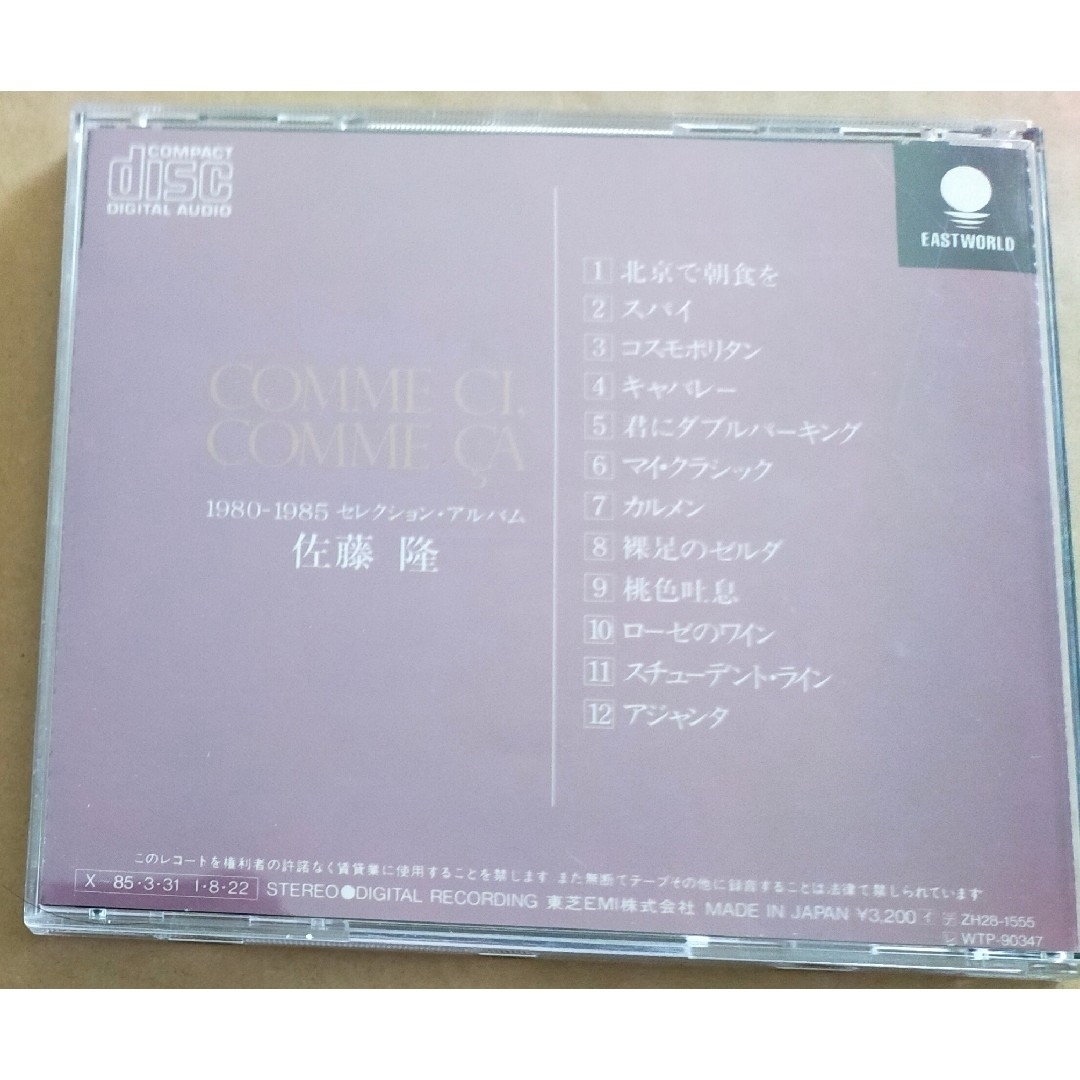 COMPACT
disc
DIGITAL AUDIO
EASTWORLD
COMME CI,
COMME ÇA
1980-1985 セレクション・アルバム
佐藤 隆
1 北京で朝食を
2 スパイ
3 コスモポリタン
4 キャバレー
5 君にダブルパーキング
6 マイ・クラシック
7 カルメン
8 裸足のゼルダ
9 桃色吐息
10 ローゼのワイン
11 スチューデント・ライン
12 アジャンタ
このレコードを権利者の許諾なく賃貸業に使用することを禁じます また無断でテープその他に録音することは法律で禁じられています
X-85・3・31 1・8・22 STEREO●DIGITAL RECORDING 東芝EMI株式会社 MADE IN JAPAN ¥3,200 イ ZH28-1555
WTP-90347